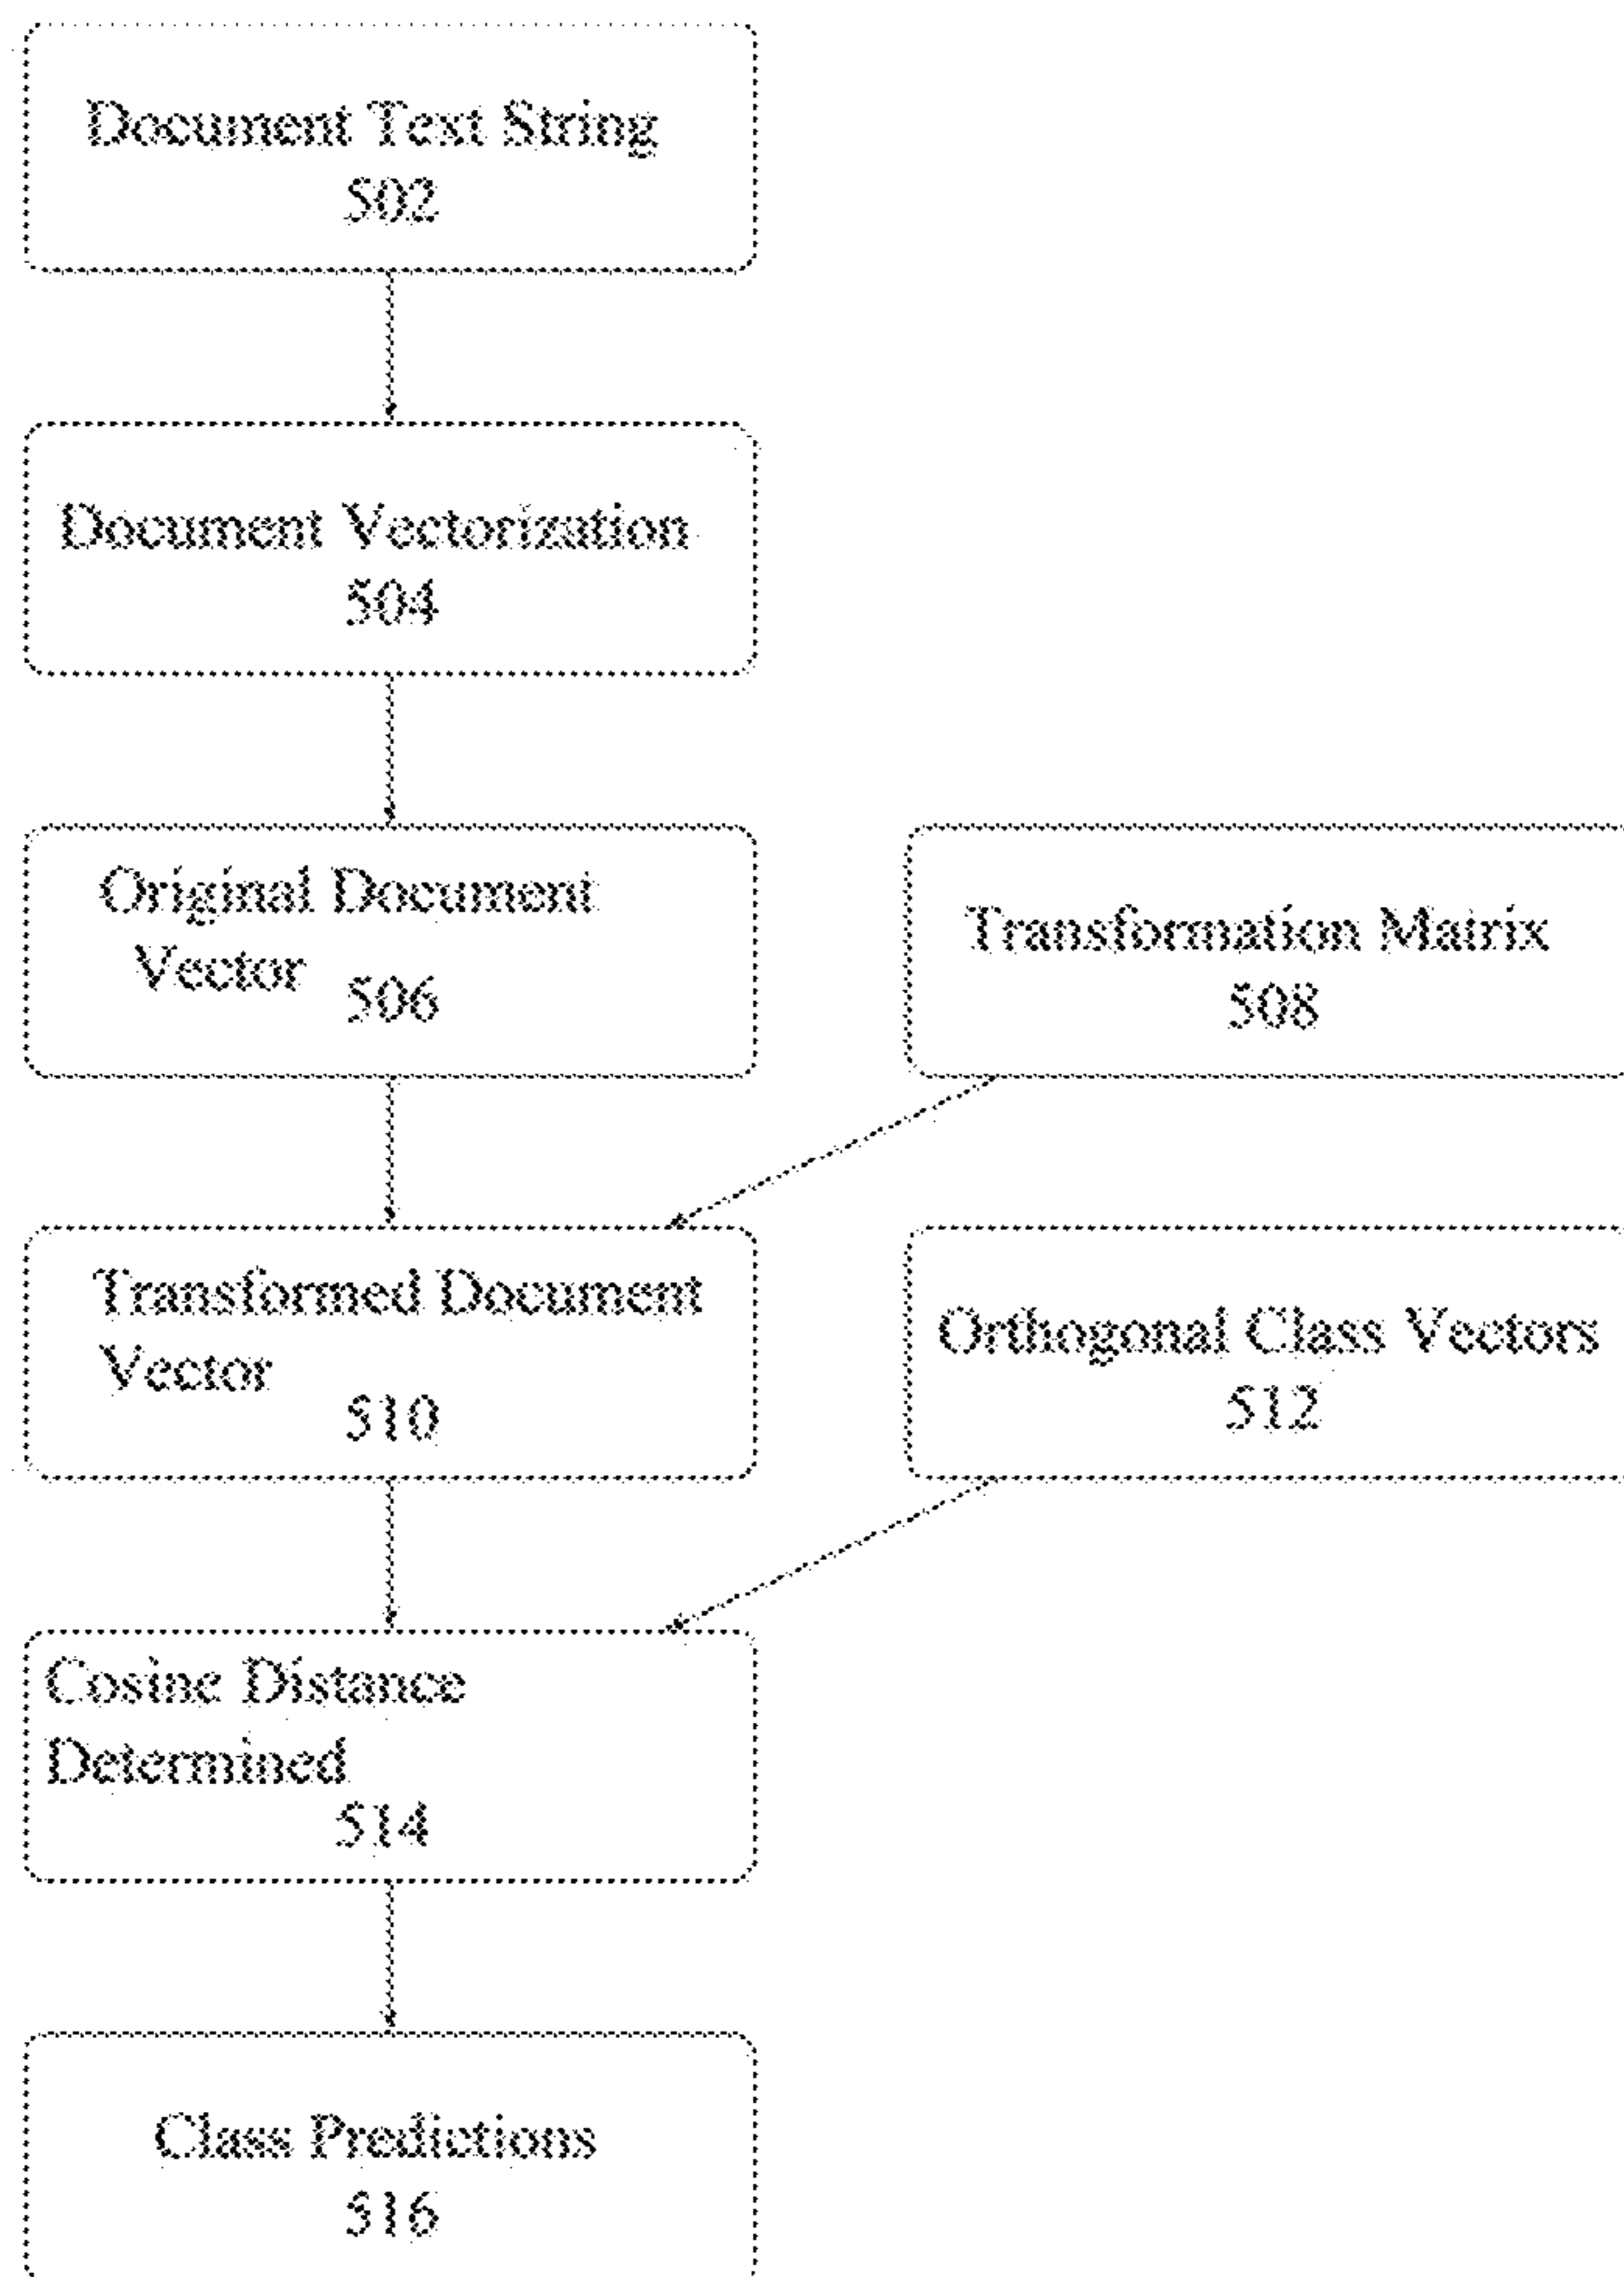 Document Text String
502
Document Vectorization
504
Original Document
Vector 506
Transformation Matrix
508
Transformed Document
Vector
510
Orthogonal Class Vectors
512
Cosine Distance
Determined
514
Class Predictions
516